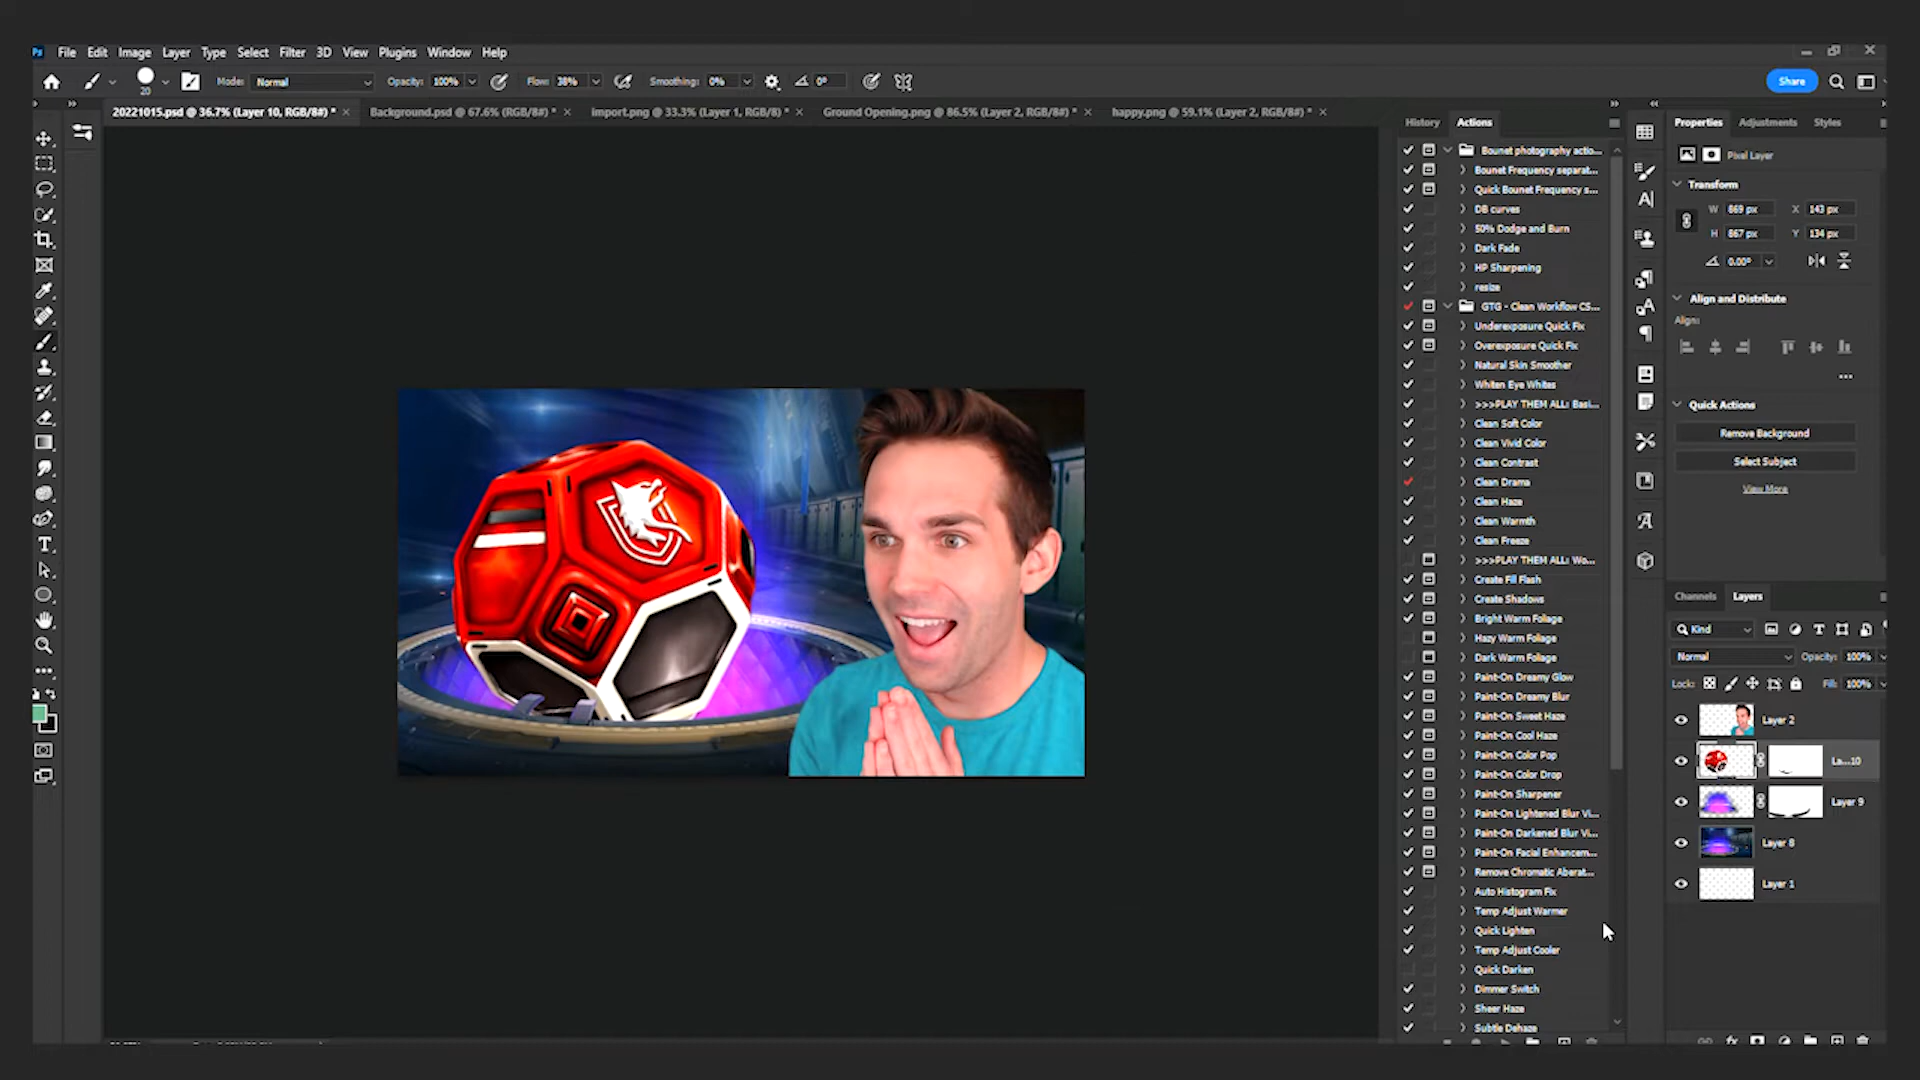 Ps File Edit Image Layer Type Select Filter 3D View Plugins Window Help
20 Mode: Normal Opacity: 100% Flow: 38% Smoothing: 0% 0° Share
20221015.psd @ 36.7% (Layer 10, RGB/8#) * Background.psd @ 67.6% (RGB/8#) * import.png @ 33.3% (Layer 1, RGB/8) * Ground Opening.png @ 86.5% (Layer 2, RGB/8#) * happy.png @ 59.1% (Layer 2, RGB/8#) *
History Actions
Bounet photography actio...
Bounet Frequency separat...
Quick Bounet Frequency s...
DB curves
50% Dodge and Burn
Dark Fade
HP Sharpening
resize
GTG - Clean Workflow CS...
Underexposure Quick Fix
Overexposure Quick Fix
Natural Skin Smoother
Whiten Eye Whites
>>>PLAY THEM ALL: Basi...
Clean Soft Color
Clean Vivid Color
Clean Contrast
Clean Drama
Clean Haze
Clean Warmth
Clean Freeze
>>>PLAY THEM ALL: Wo...
Create Fill Flash
Create Shadows
Bright Warm Foliage
Hazy Warm Foliage
Dark Warm Foliage
Paint-On Dreamy Glow
Paint-On Dreamy Blur
Paint-On Sweet Haze
Paint-On Cool Haze
Paint-On Color Pop
Paint-On Color Drop
Paint-On Sharpener
Paint-On Lightened Blur Vi...
Paint-On Darkened Blur Vi...
Paint-On Facial Enhancem...
Remove Chromatic Aberat...
Auto Histogram Fix
Temp Adjust Warmer
Quick Lighten
Temp Adjust Cooler
Quick Darken
Dimmer Switch
Sheer Haze
Subtle Dehaze
Properties Adjustments Styles
Pixel Layer
Transform
W 869 px X 143 px
H 867 px Y 134 px
0.00°
Align and Distribute
Align:
Quick Actions
Remove Background
Select Subject
View More
Channels Layers
Kind
Normal Opacity: 100%
Lock: Fill: 100%
Layer 2
La...10
Layer 9
Layer 8
Layer 1